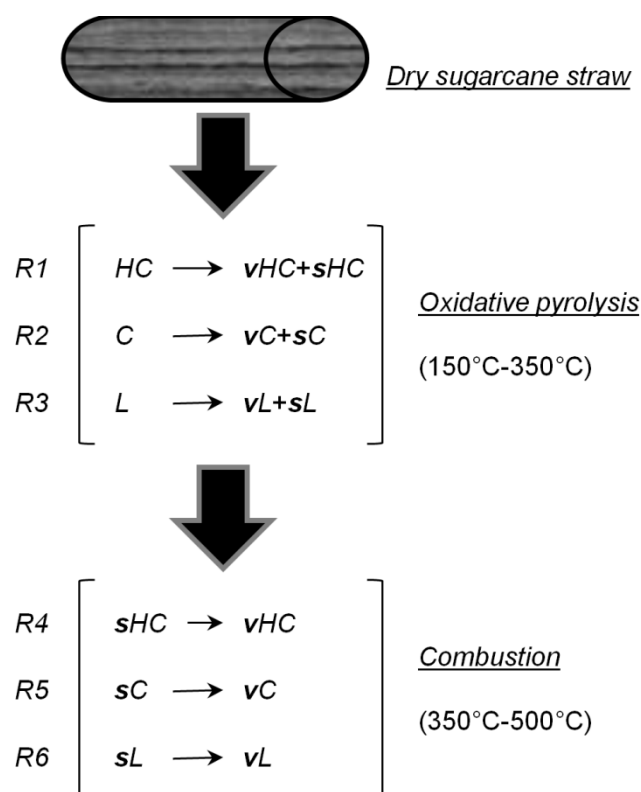 Dry sugarcane straw
R1 HC → vHC+sHC
R2 C → vC+sC
R3 L → vL+sL
Oxidative pyrolysis
(150°C-350°C)
R4 sHC → vHC
R5 sC → vC
R6 sL → vL
Combustion
(350°C-500°C)